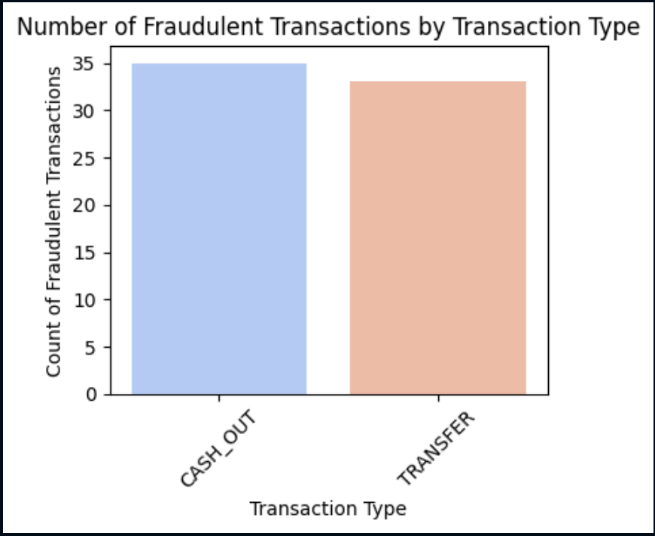 Number of Fraudulent Transactions by Transaction Type
Count of Fraudulent Transactions
35
30
25
20
15
10
5
0
CASH_OUT
TRANSFER
Transaction Type